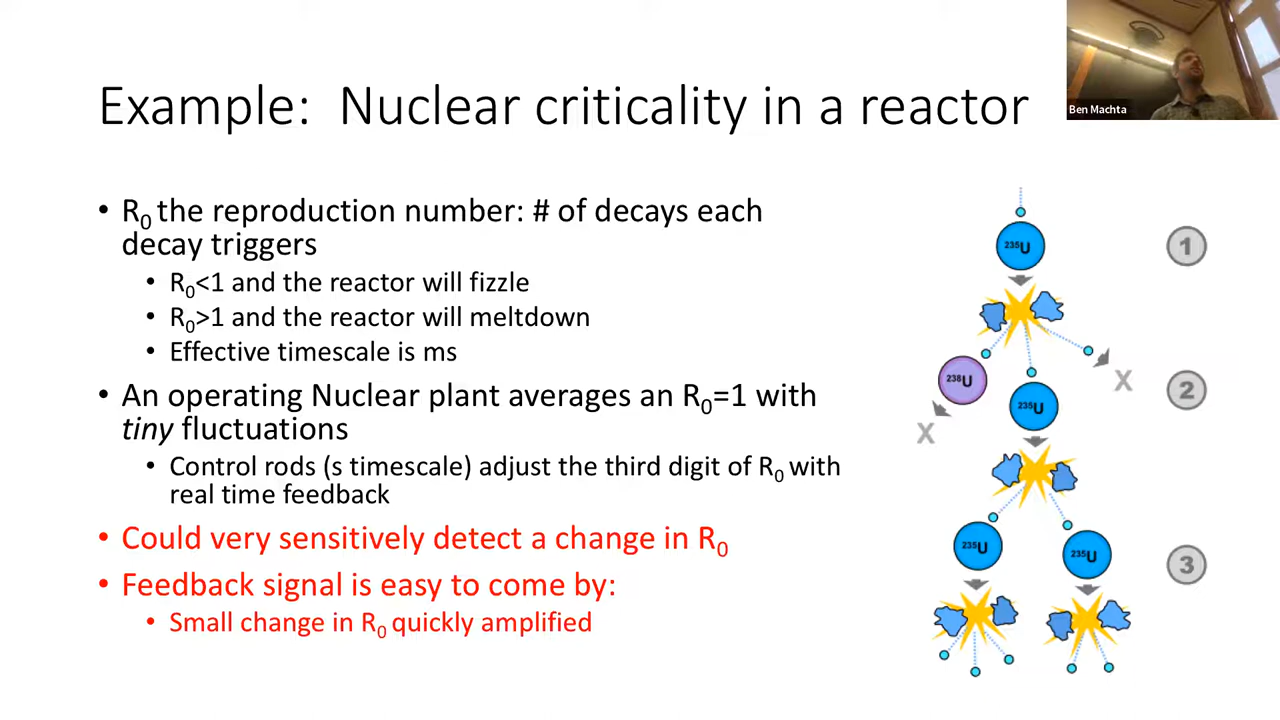 Example: Nuclear criticality in a reactor
Ben Machta
• R₀ the reproduction number: # of decays each
decay triggers
• R₀<1 and the reactor will fizzle
• R₀>1 and the reactor will meltdown
• Effective timescale is ms
• An operating Nuclear plant averages an R₀=1 with
tiny fluctuations
• Control rods (s timescale) adjust the third digit of R₀ with
real time feedback
• Could very sensitively detect a change in R₀
• Feedback signal is easy to come by:
• Small change in R₀ quickly amplified
²³⁵U
1
²³⁸U
X
2
²³⁵U
X
²³⁵U
²³⁵U
3